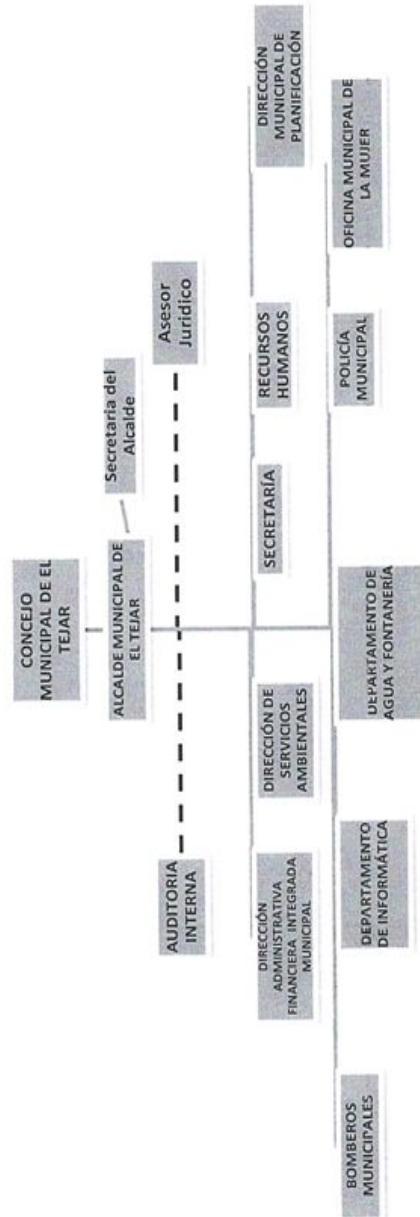 CONCEJO
MUNICIPAL DE EL
TEJAR
ALCALDE MUNICIPAL DE
EL TEJAR
Secretaria del
Alcalde
AUDITORIA
INTERNA
Asesor
Juridico
DIRECCIÓN
ADMINISTRATIVA
FINANCIERA INTEGRADA
MUNICIPAL
DIRECCIÓN DE
SERVICIOS
AMBIENTALES
SECRETARÍA
RECURSOS
HUMANOS
DIRECCIÓN
MUNICIPAL DE
PLANIFICACIÓN
BOMBEROS
MUNICIPALES
DEPARTAMENTO
DE INFORMÁTICA
DEPARTAMENTO DE
AGUA Y FONTANERÍA
POLICÍA
MUNICIPAL
OFICINA MUNICIPAL DE
LA MUJER